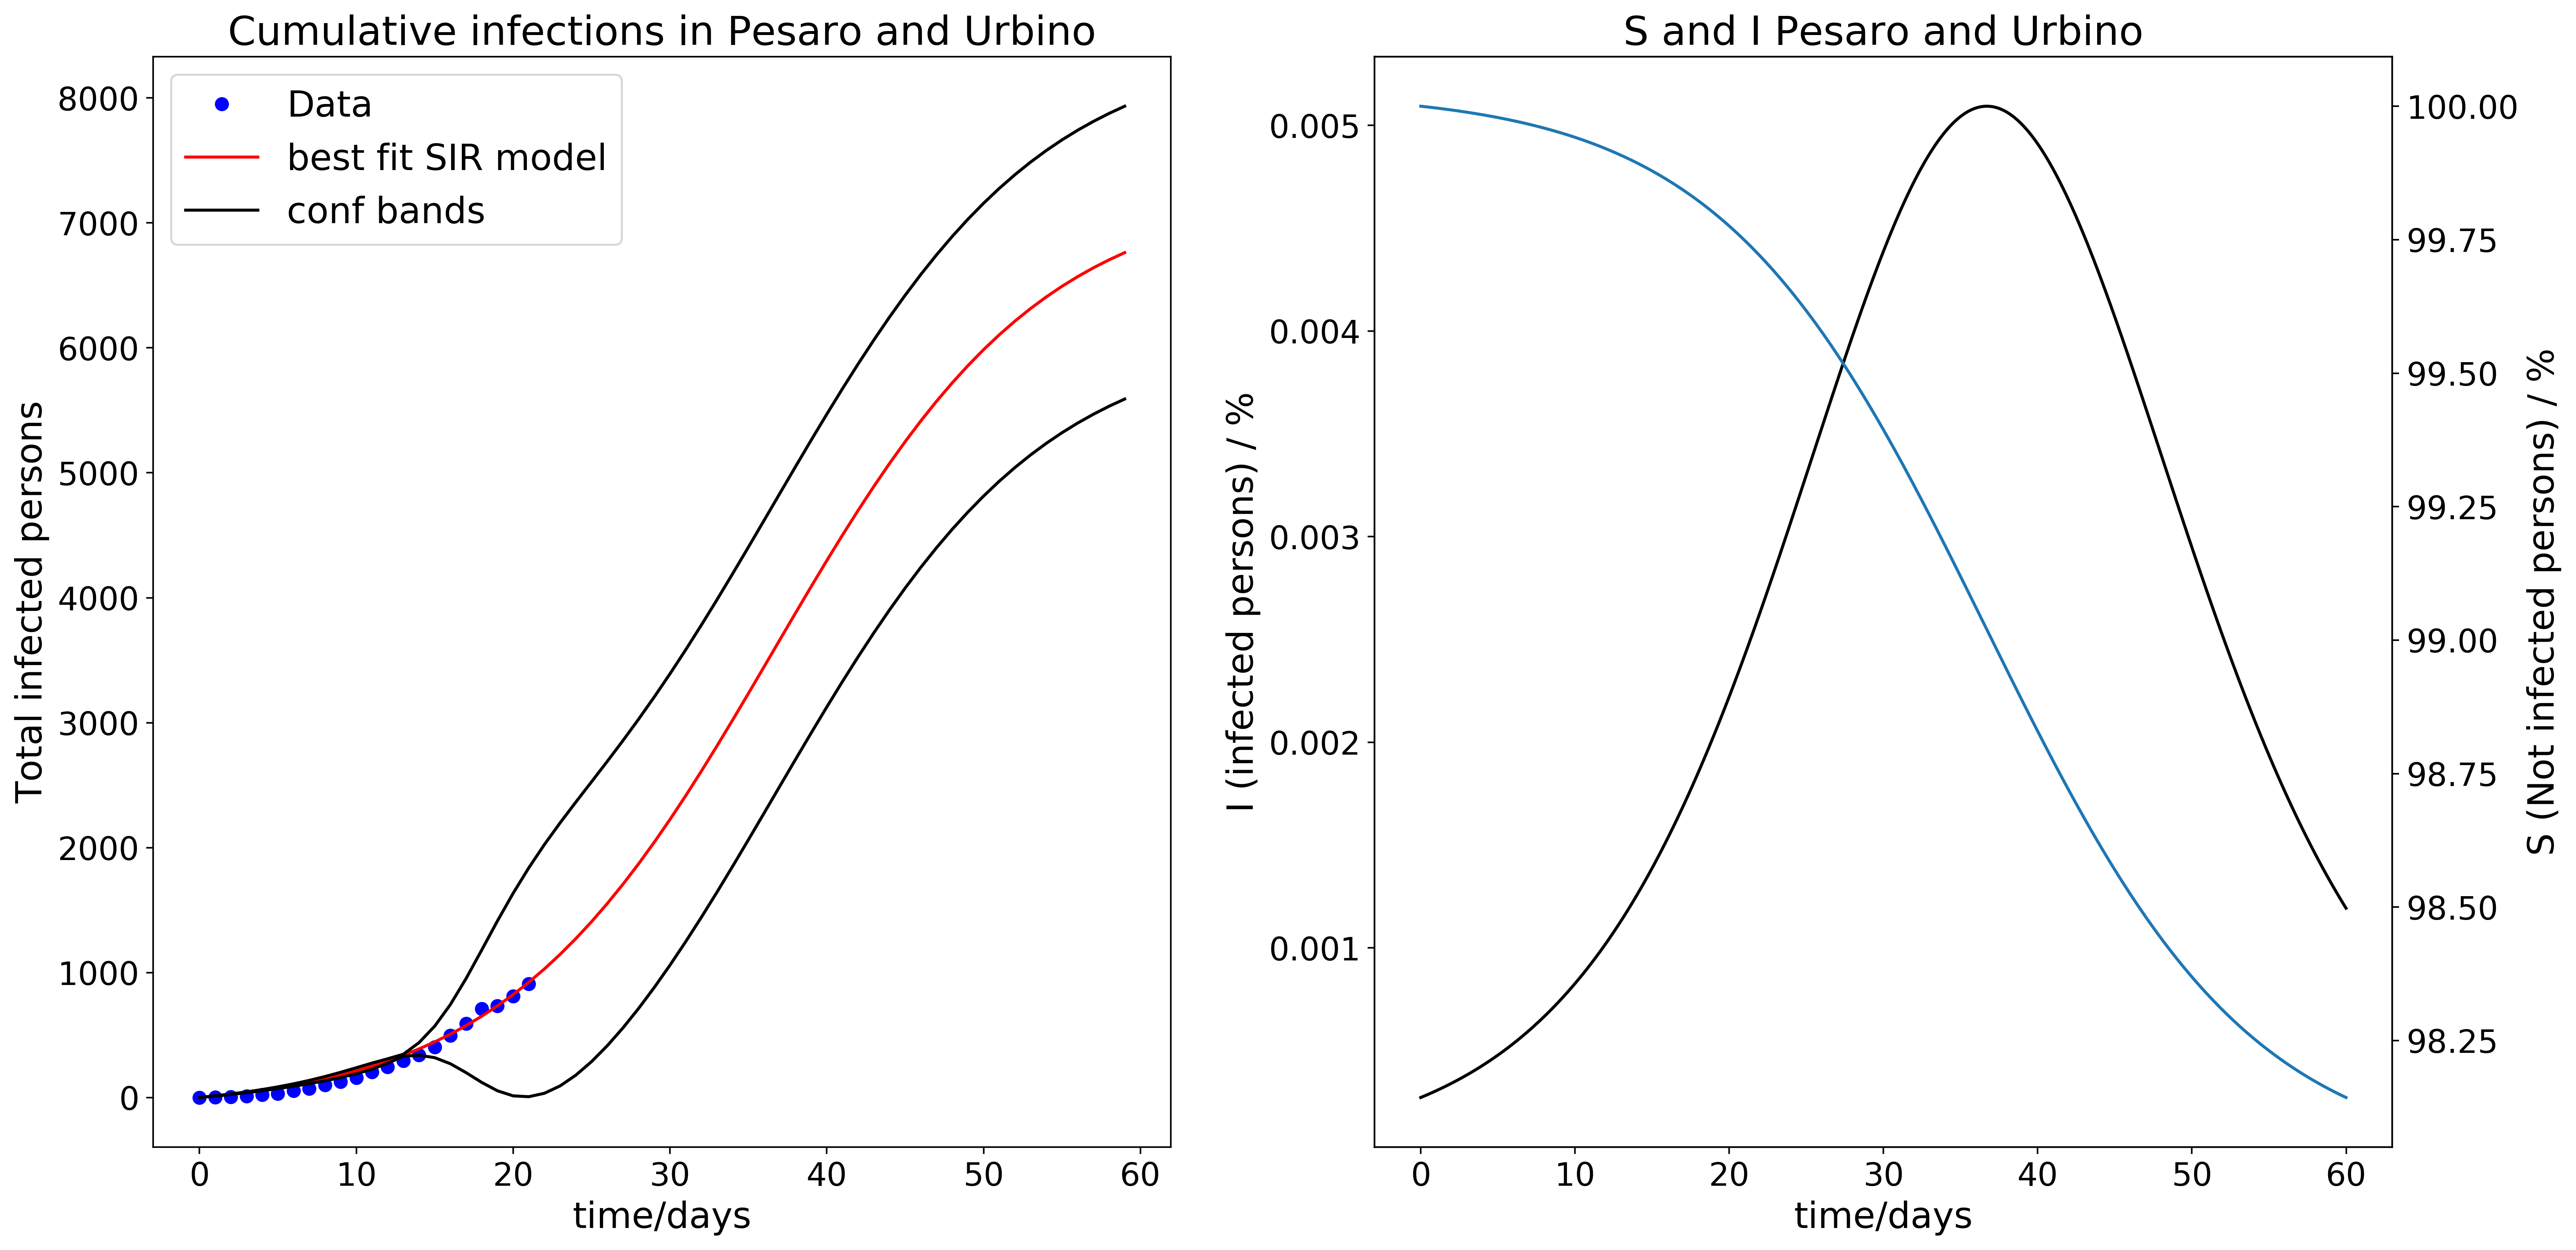 Cumulative infections in Pesaro and Urbino
Data
best fit SIR model
conf bands
8000
7000
6000
5000
4000
3000
2000
1000
0
Total infected persons
0 10 20 30 40 50 60
time/days
S and I Pesaro and Urbino
0.005
0.004
0.003
0.002
0.001
I (infected persons) / %
100.00
99.75
99.50
99.25
99.00
98.75
98.50
98.25
S (Not infected persons) / %
0 10 20 30 40 50 60
time/days